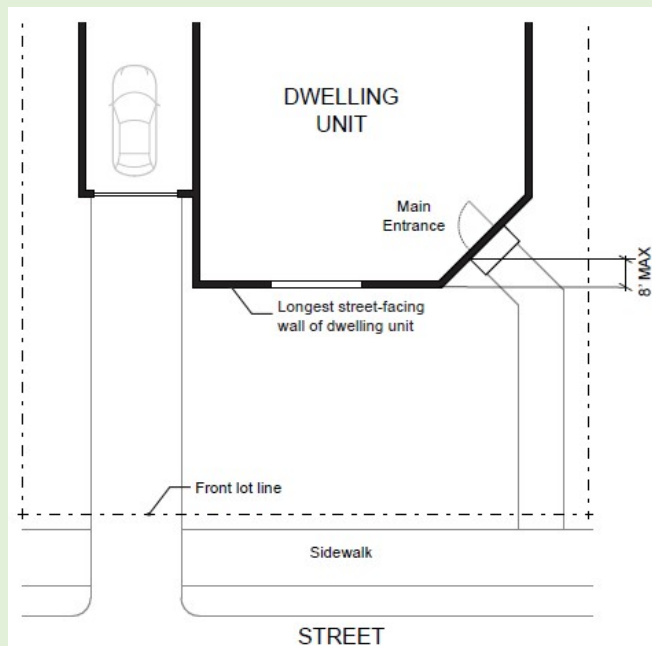 DWELLING
UNIT
Main
Entrance
8' MAX
Longest street-facing
wall of dwelling unit
Front lot line
Sidewalk
STREET